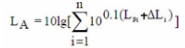 L_A = 10lg[∑_{i=1}^{n} 10^{0.1(L_{Pi}+ΔL_i)}]